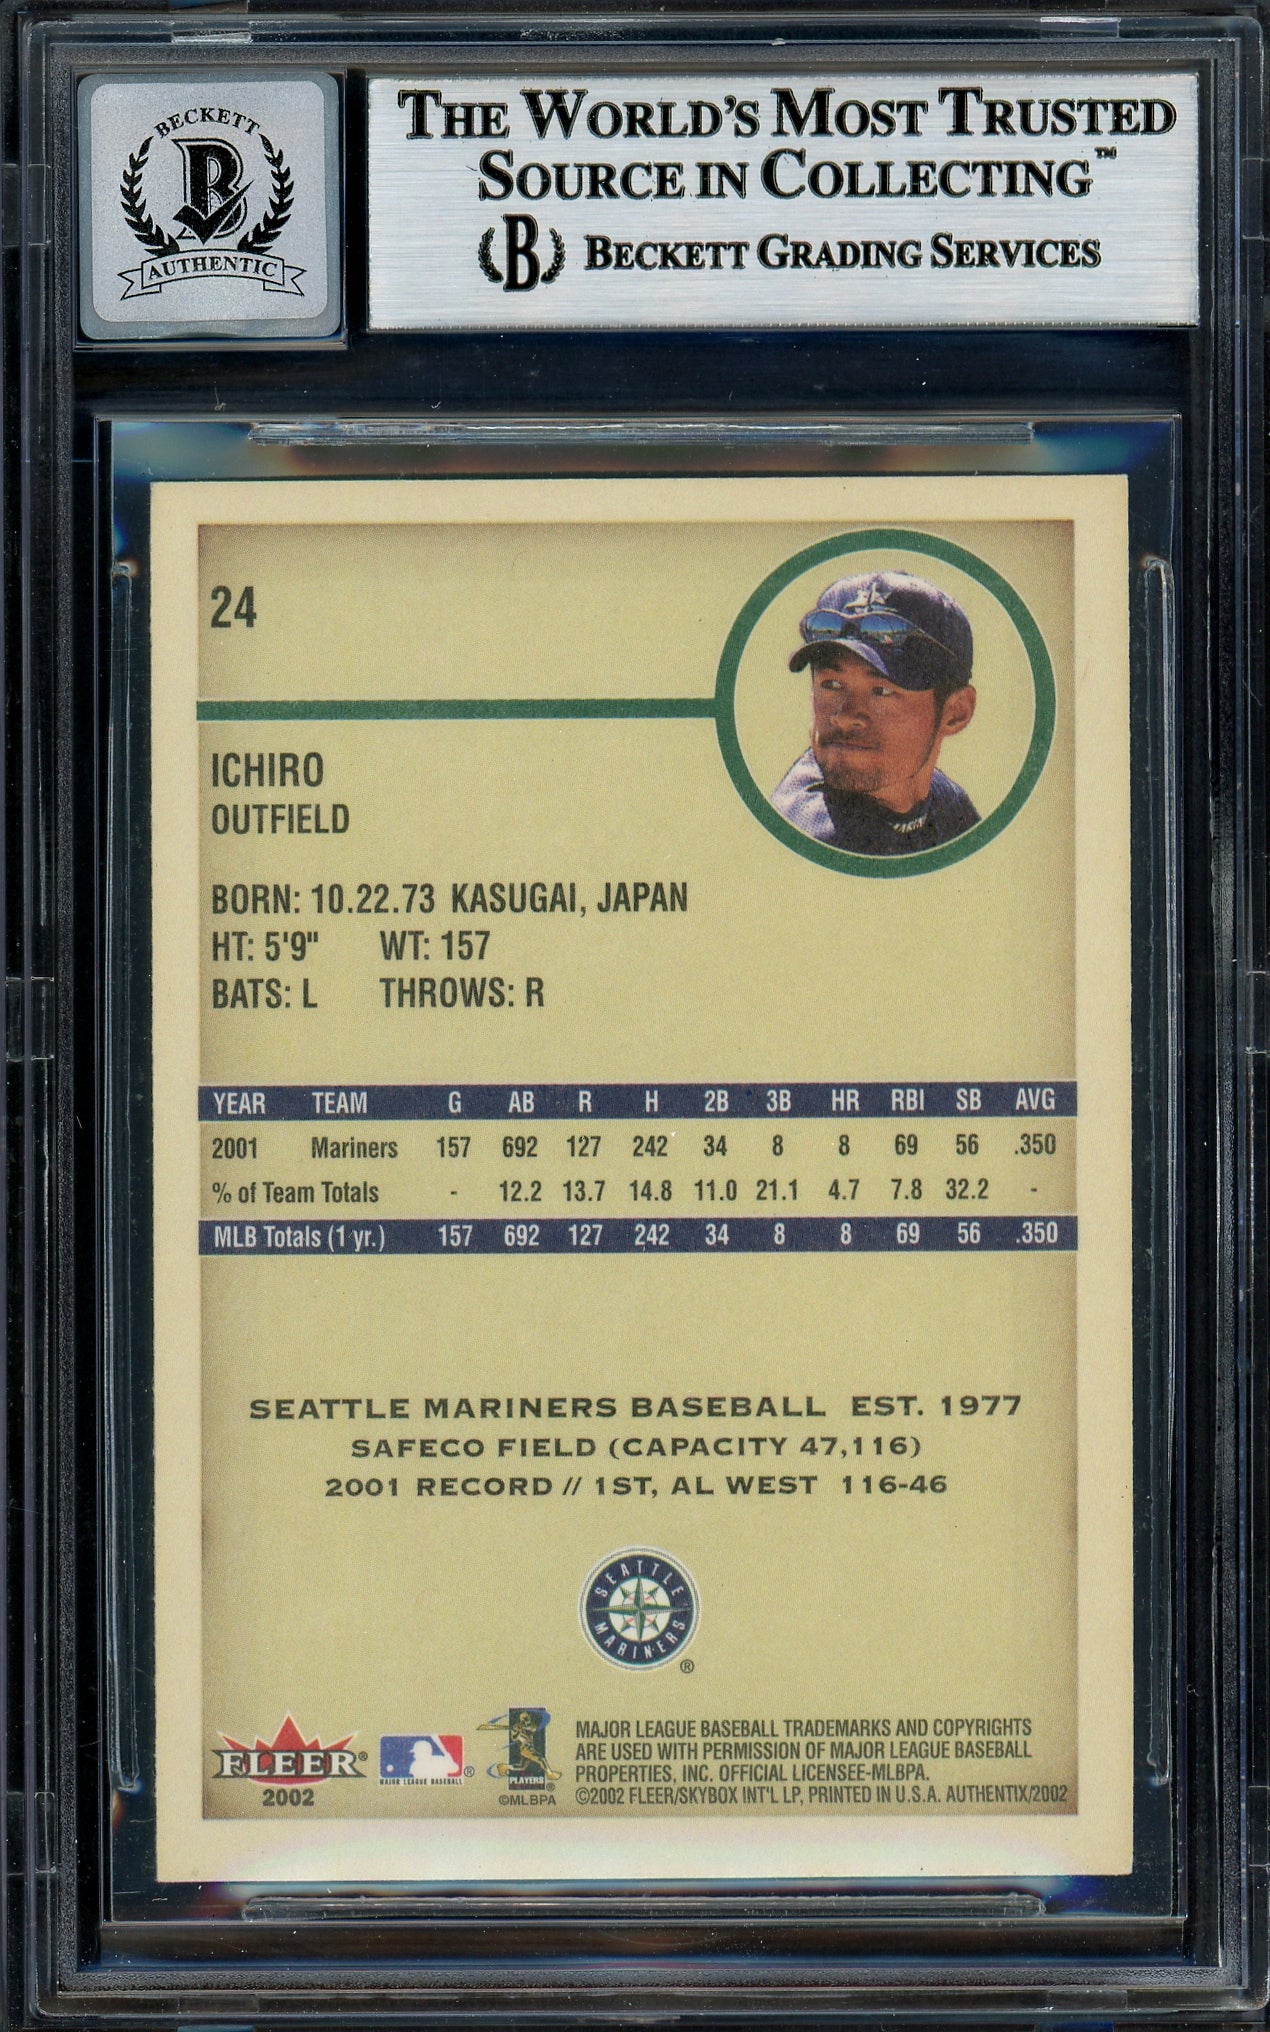 BECKETT
B
AUTHENTIC
THE WORLD'S MOST TRUSTED
SOURCE IN COLLECTING™
B BECKETT GRADING SERVICES
24
ICHIRO
OUTFIELD
BORN: 10.22.73 KASUGAI, JAPAN
HT: 5'9" WT: 157
BATS: L THROWS: R
YEAR TEAM G AB R H 2B 3B HR RBI SB AVG
2001 Mariners 157 692 127 242 34 8 8 69 56 .350
% of Team Totals - 12.2 13.7 14.8 11.0 21.1 4.7 7.8 32.2 -
MLB Totals (1 yr.) 157 692 127 242 34 8 8 69 56 .350
SEATTLE MARINERS BASEBALL EST. 1977
SAFECO FIELD (CAPACITY 47,116)
2001 RECORD // 1ST, AL WEST 116-46
SEATTLE
MARINERS
®
FLEER®
2002
MAJOR LEAGUE BASEBALL
®
PLAYERS
®
©MLBPA
MAJOR LEAGUE BASEBALL TRADEMARKS AND COPYRIGHTS
ARE USED WITH PERMISSION OF MAJOR LEAGUE BASEBALL
PROPERTIES, INC. OFFICIAL LICENSEE-MLBPA.
©2002 FLEER/SKYBOX INT'L LP, PRINTED IN U.S.A. AUTHENTIX/2002